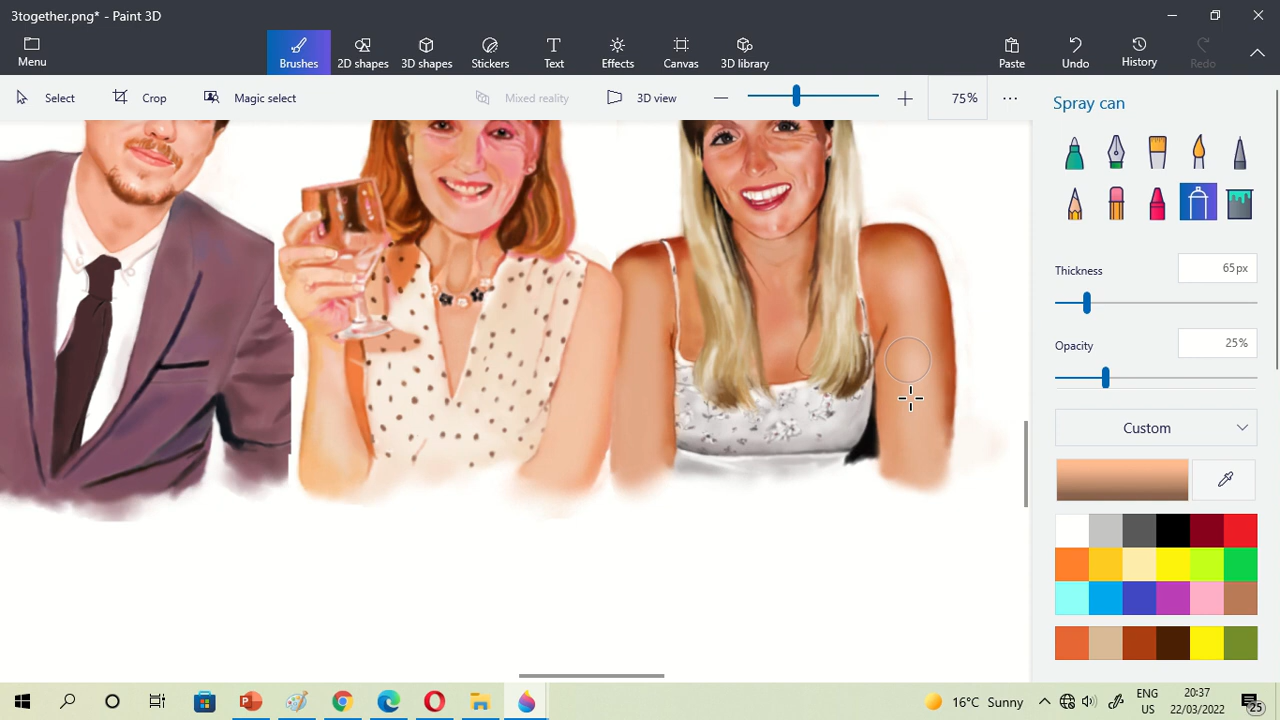 3together.png* - Paint 3D
Menu
Brushes
2D shapes
3D shapes
Stickers
Text
Effects
Canvas
3D library
Paste
Undo
History
Redo
Select
Crop
Magic select
Mixed reality
3D view
75%
Spray can
Thickness
65px
Opacity
25%
Custom
16°C Sunny
ENG
US
20:37
22/03/2022
25